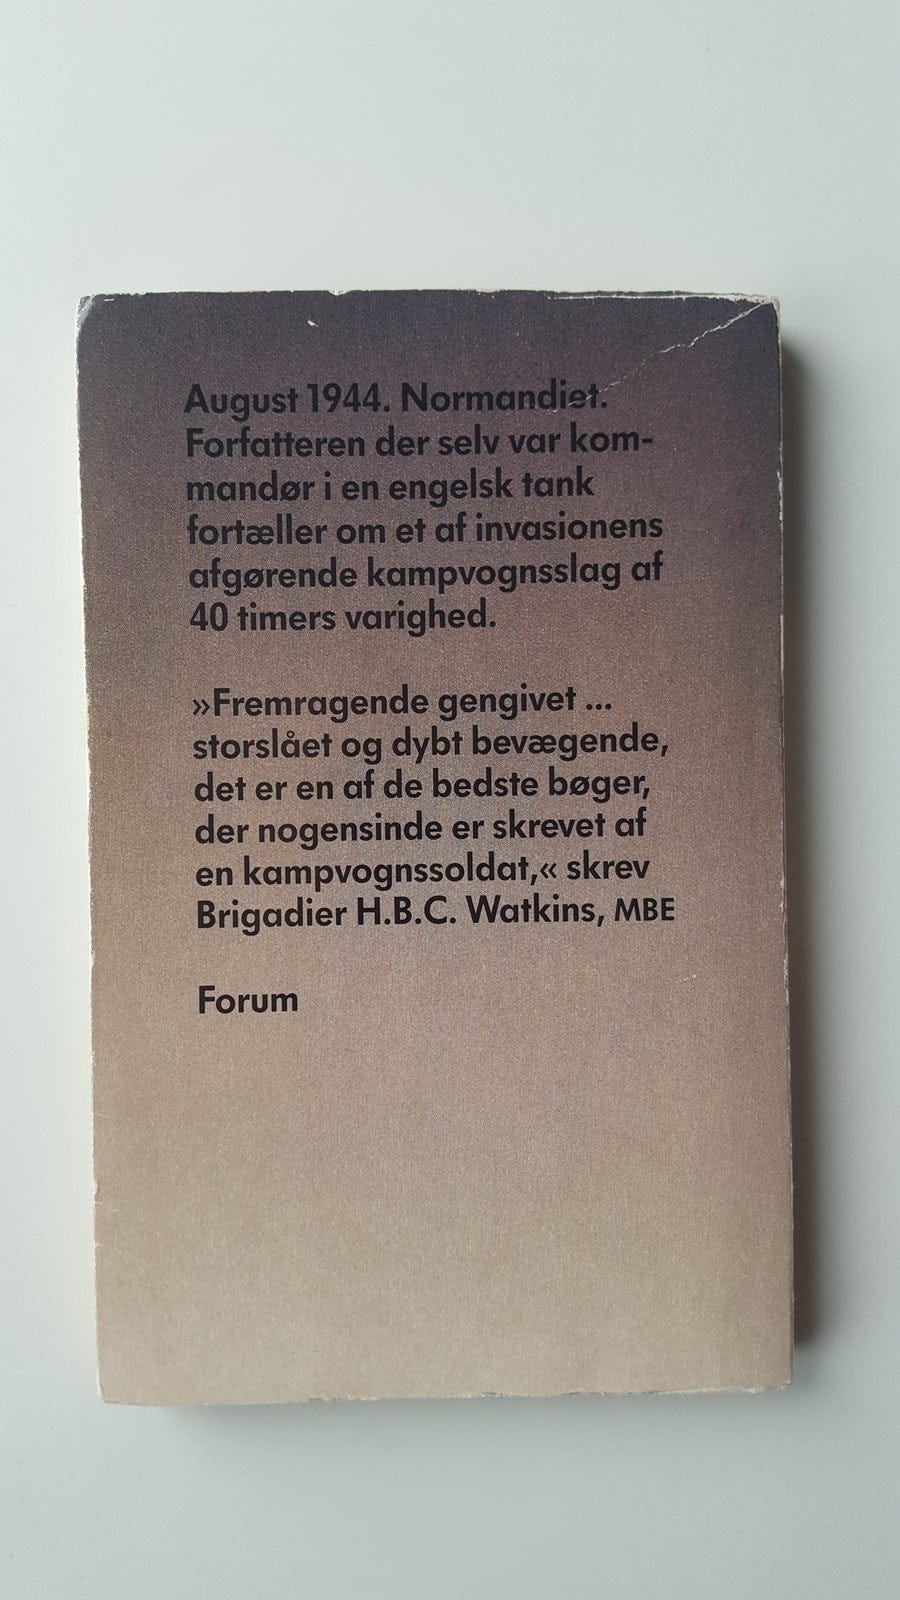 August 1944. Normandiet.
Forfatteren der selv var kom-
mandør i en engelsk tank
fortæller om et af invasionens
afgørende kampvognsslag af
40 timers varighed.
»Fremragende gengivet ...
storslået og dybt bevægende,
det er en af de bedste bøger,
der nogensinde er skrevet af
en kampvognssoldat,« skrev
Brigadier H.B.C. Watkins, MBE
Forum